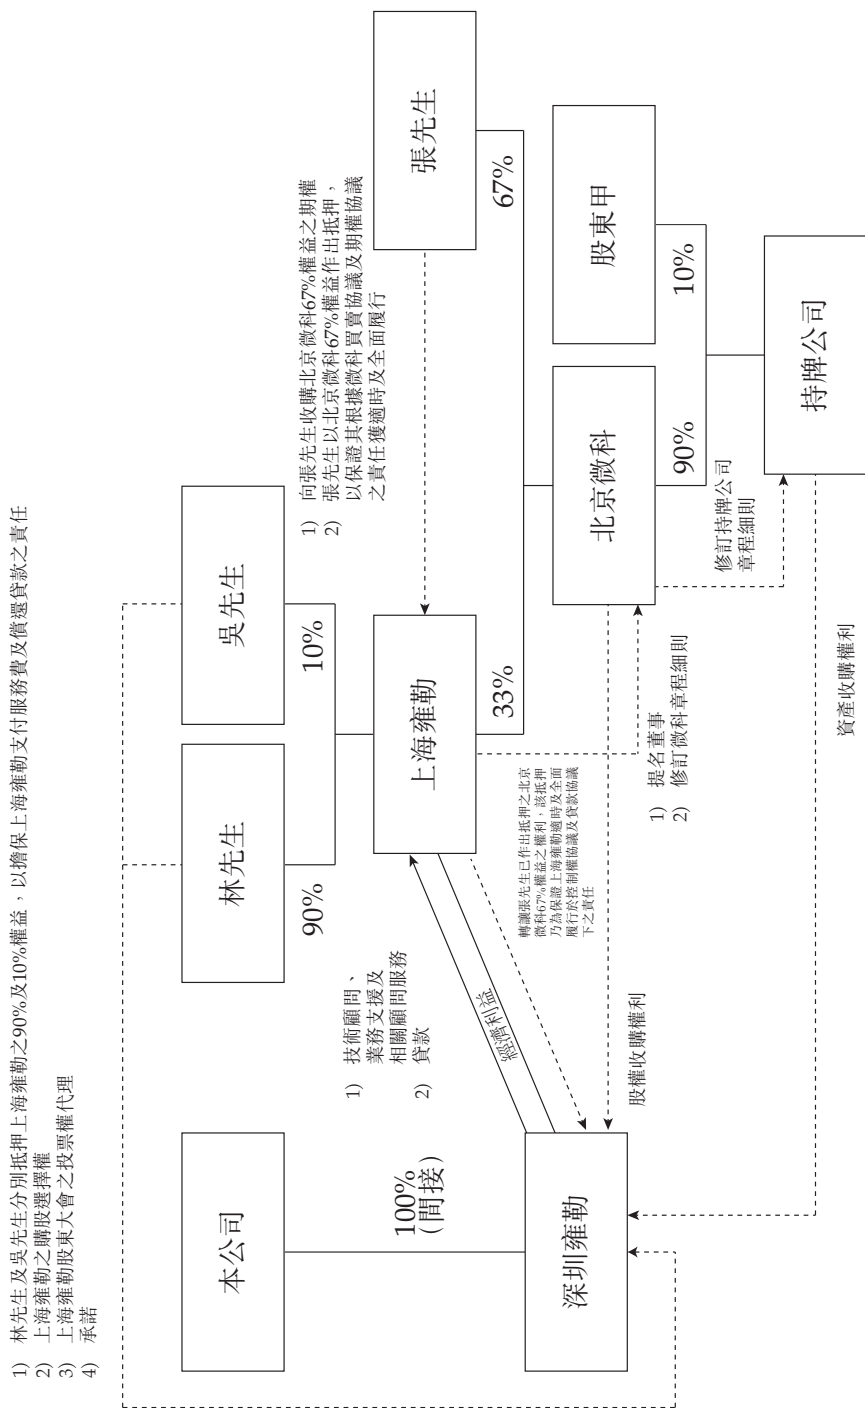 1) 林先生及吳先生分別抵押上海雍勒之90%及10%權益，以擔保上海雍勒支付服務費及償還貸款之責任
2) 上海雍勒之購股選擇權
3) 上海雍勒股東大會之投票權代理
4) 承諾
本公司
林先生
吳先生
100%
(間接)
90%
10%
1) 技術顧問、
業務支援及
相關顧問服務
2) 貸款
1) 向張先生收購北京微科67%權益之期權
2) 張先生以北京微科67%權益作出抵押，
以保證其根據微科買賣協議及期權協議
之責任獲適時及全面履行
上海雍勒
張先生
經濟利益
33%
67%
轉讓張先生已作出抵押之北京
微科67%權益之權利，該抵押
乃為保證上海雍勒適時及全面
履行於控制權協議及貸款協議
下之責任
深圳雍勒
北京微科
股東甲
股權收購權利
1) 提名董事
2) 修訂微科章程細則
90%
10%
修訂持牌公司
章程細則
持牌公司
資產收購權利